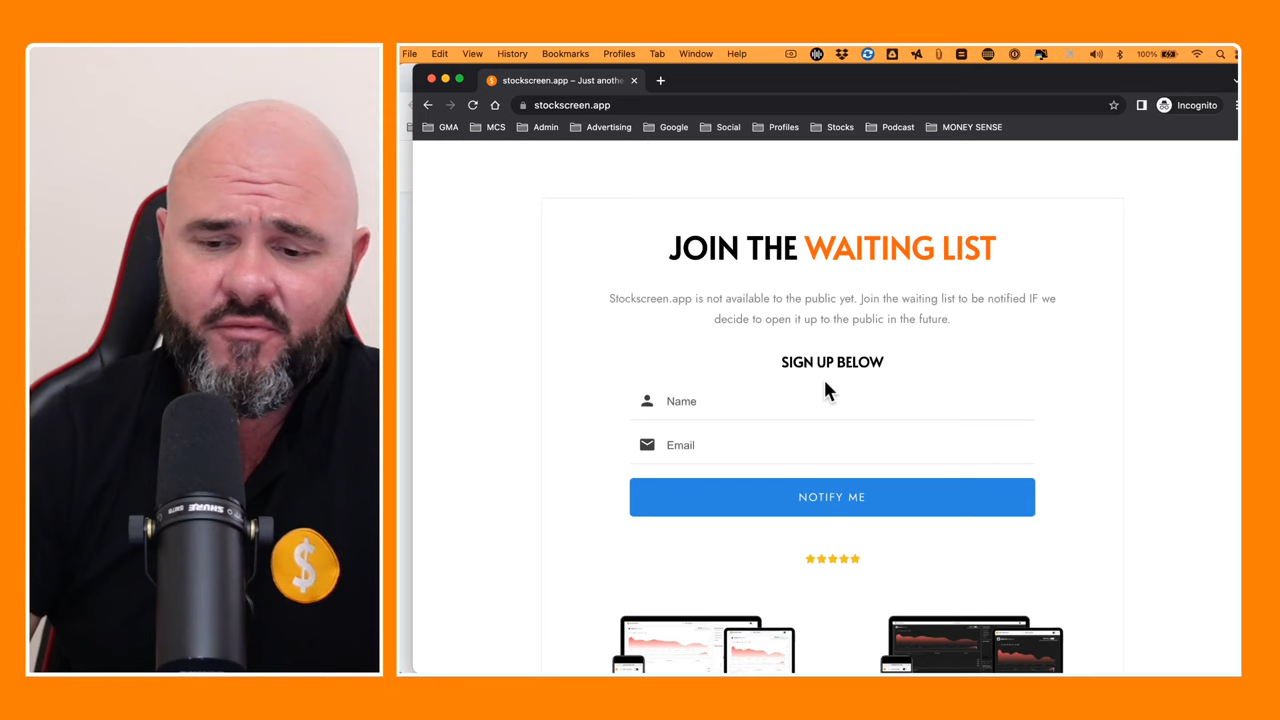 File Edit View History Bookmarks Profiles Tab Window Help 100%
stockscreen.app – Just anothe
stockscreen.app Incognito
GMA MCS Admin Advertising Google Social Profiles Stocks Podcast MONEY SENSE
JOIN THE WAITING LIST
Stockscreen.app is not available to the public yet. Join the waiting list to be notified IF we
decide to open it up to the public in the future.
SIGN UP BELOW
Name
Email
NOTIFY ME
$
SHURE